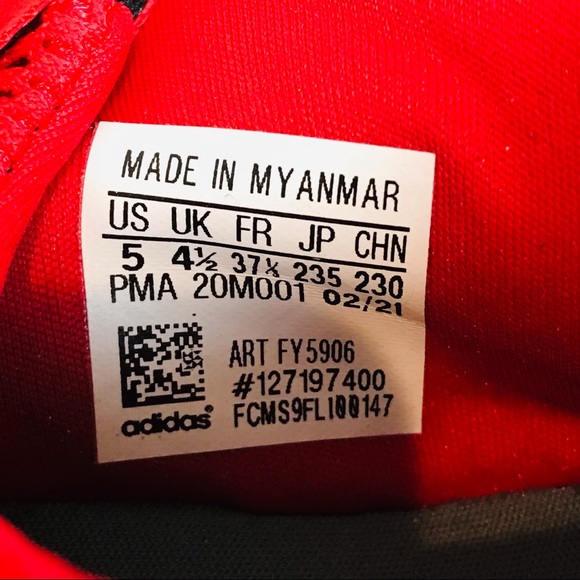 MADE IN MYANMAR
US UK FR JP CHN
5 4½ 37⅓ 235 230
PMA 20M001 02/21
ART FY5906
#127197400
FCMS9FLI00147
adidas®